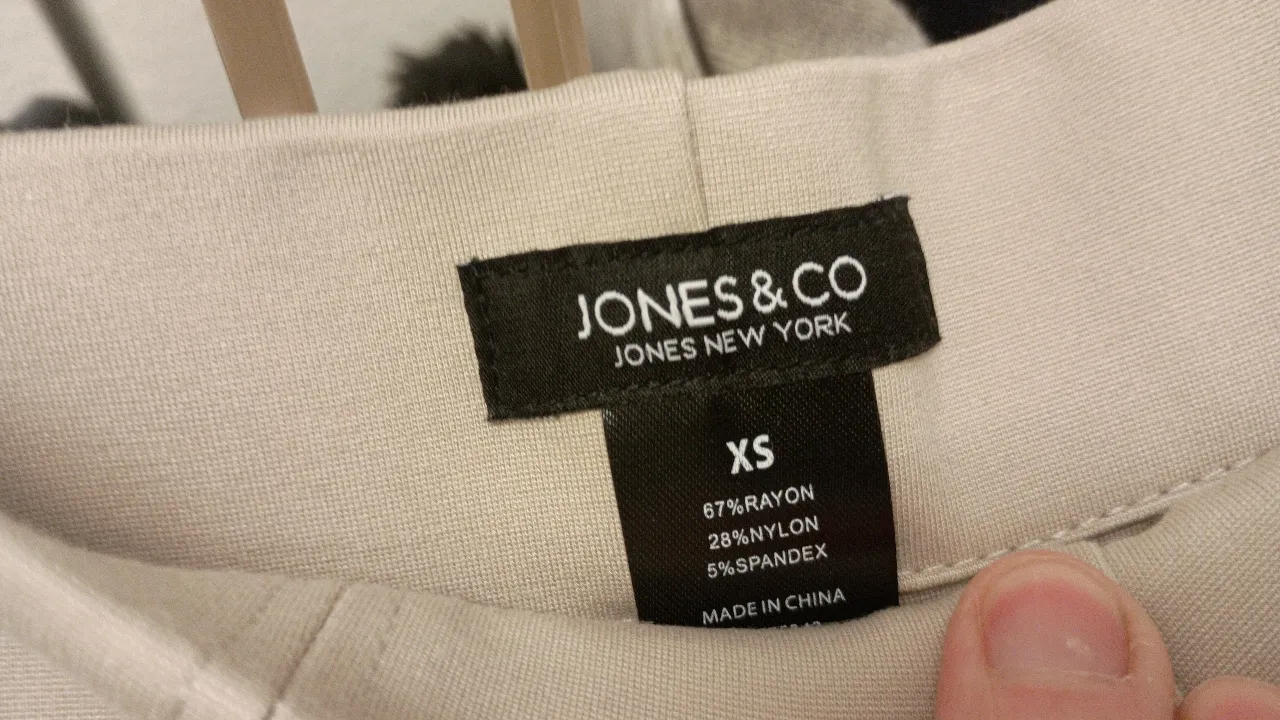 JONES & CO
JONES NEW YORK
XS
67%RAYON
28%NYLON
5%SPANDEX
MADE IN CHINA